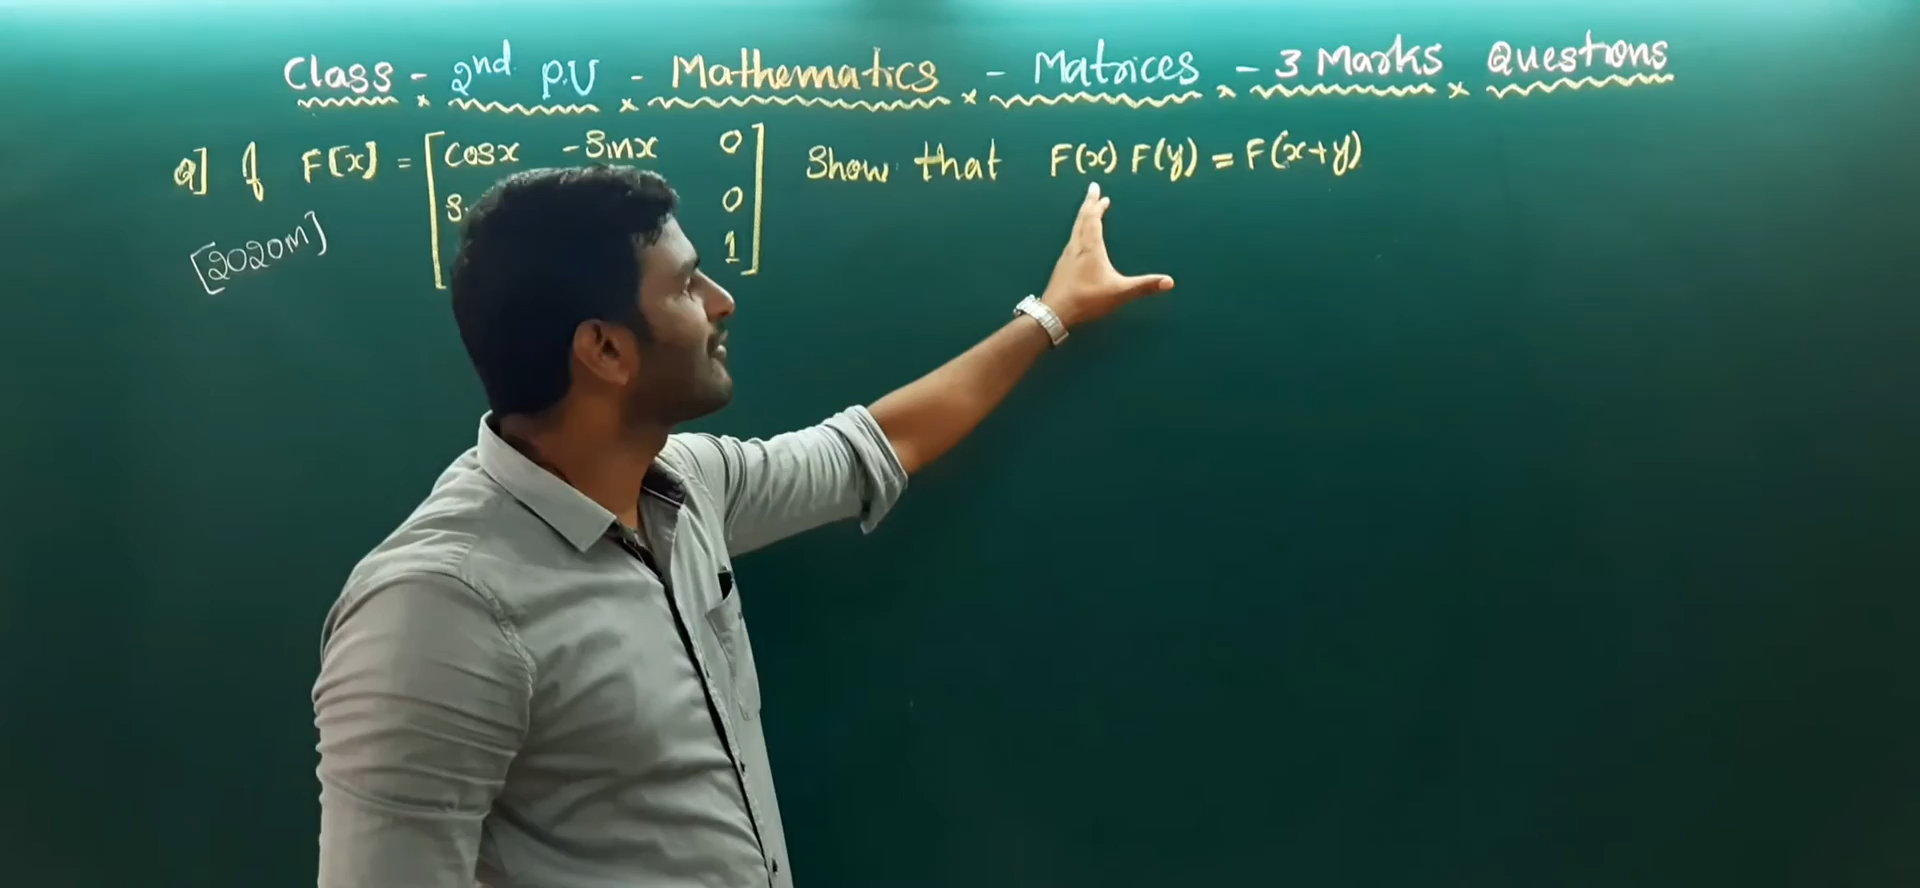 Class - 2nd P.U - Mathematics - Matrices - 3 Marks Questions
Q] If F[x] = [cosx -sinx 0] Show that F(x) F(y) = F(x+y)
s 0
[2020M] 1